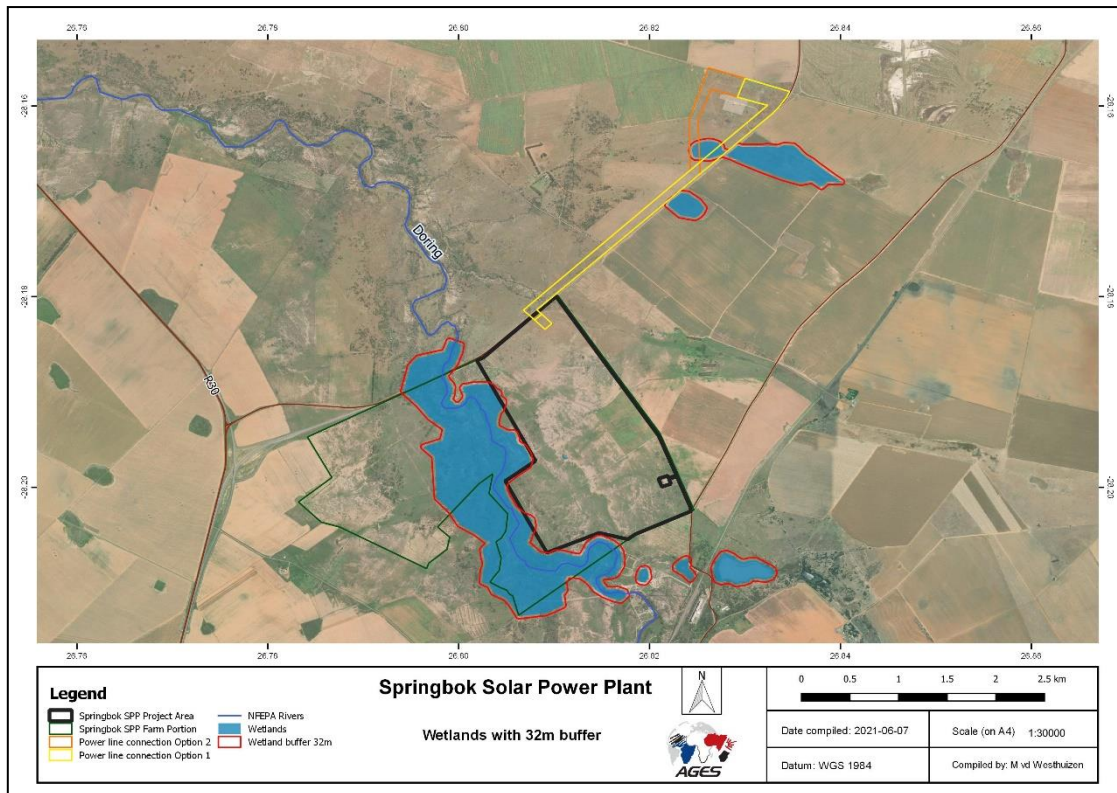 26.76 26.76 26.80 26.82 26.84 26.86
-28.16 -28.16
Doring
-28.18 -28.18
R30
-28.20 -28.20
26.76 26.76 26.80 26.82 26.84 26.86
Legend
Springbok SPP Project Area
Springbok SPP Farm Portion
Power line connection Option 2
Power line connection Option 1
NFEPA Rivers
Wetlands
Wetland buffer 32m
Springbok Solar Power Plant
Wetlands with 32m buffer
N
AGES
0 0.5 1 1.5 2 2.5 km
Date compiled: 2021-06-07
Scale (on A4) 1:30000
Datum: WGS 1984
Compiled by: M vd Westhuizen